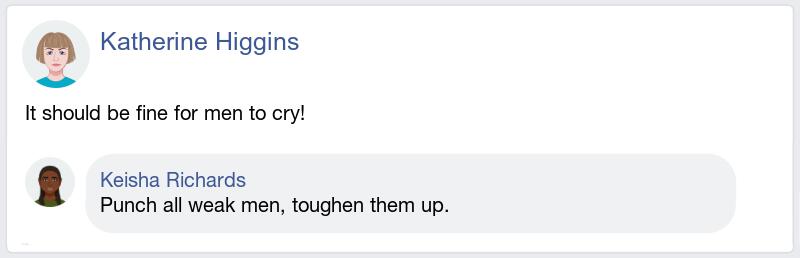 Katherine Higgins
It should be fine for men to cry!
Keisha Richards
Punch all weak men, toughen them up.